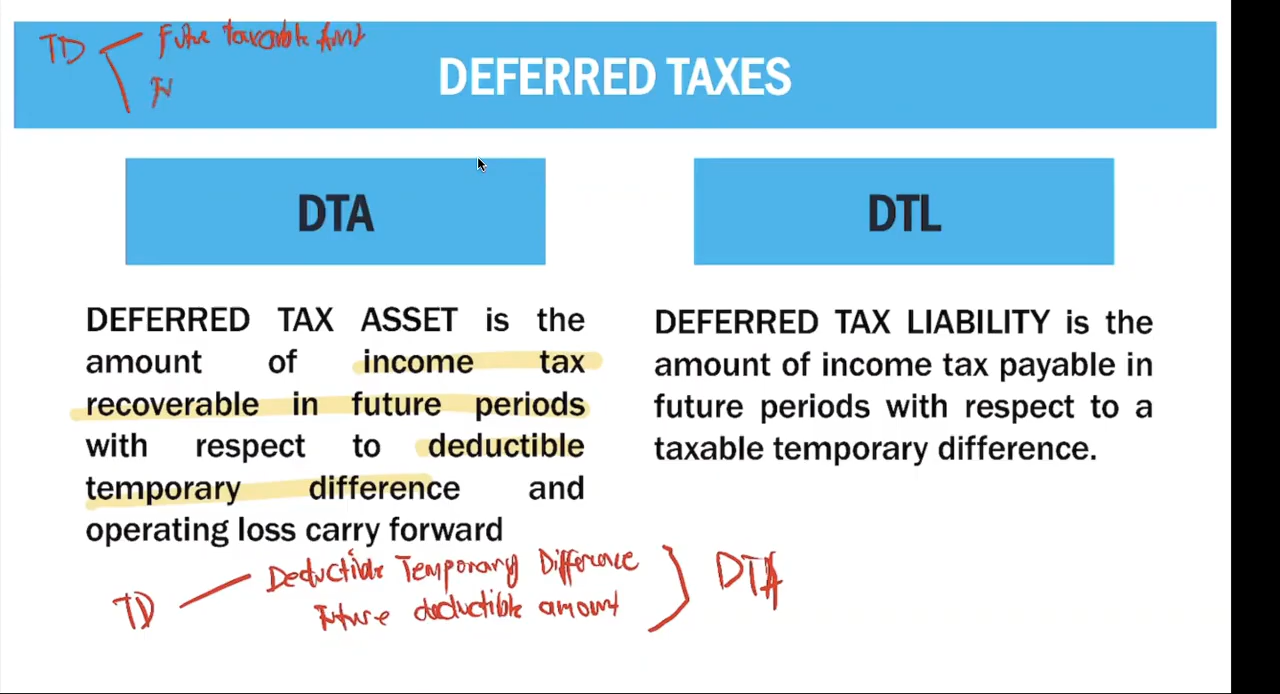 TD Future taxable Amt
F
DEFERRED TAXES
DTA
DEFERRED TAX ASSET is the
amount of income tax
recoverable in future periods
with respect to deductible
temporary difference and
operating loss carry forward
DTL
DEFERRED TAX LIABILITY is the
amount of income tax payable in
future periods with respect to a
taxable temporary difference.
TD Deductible Temporary Difference DTA
Future deductible amount